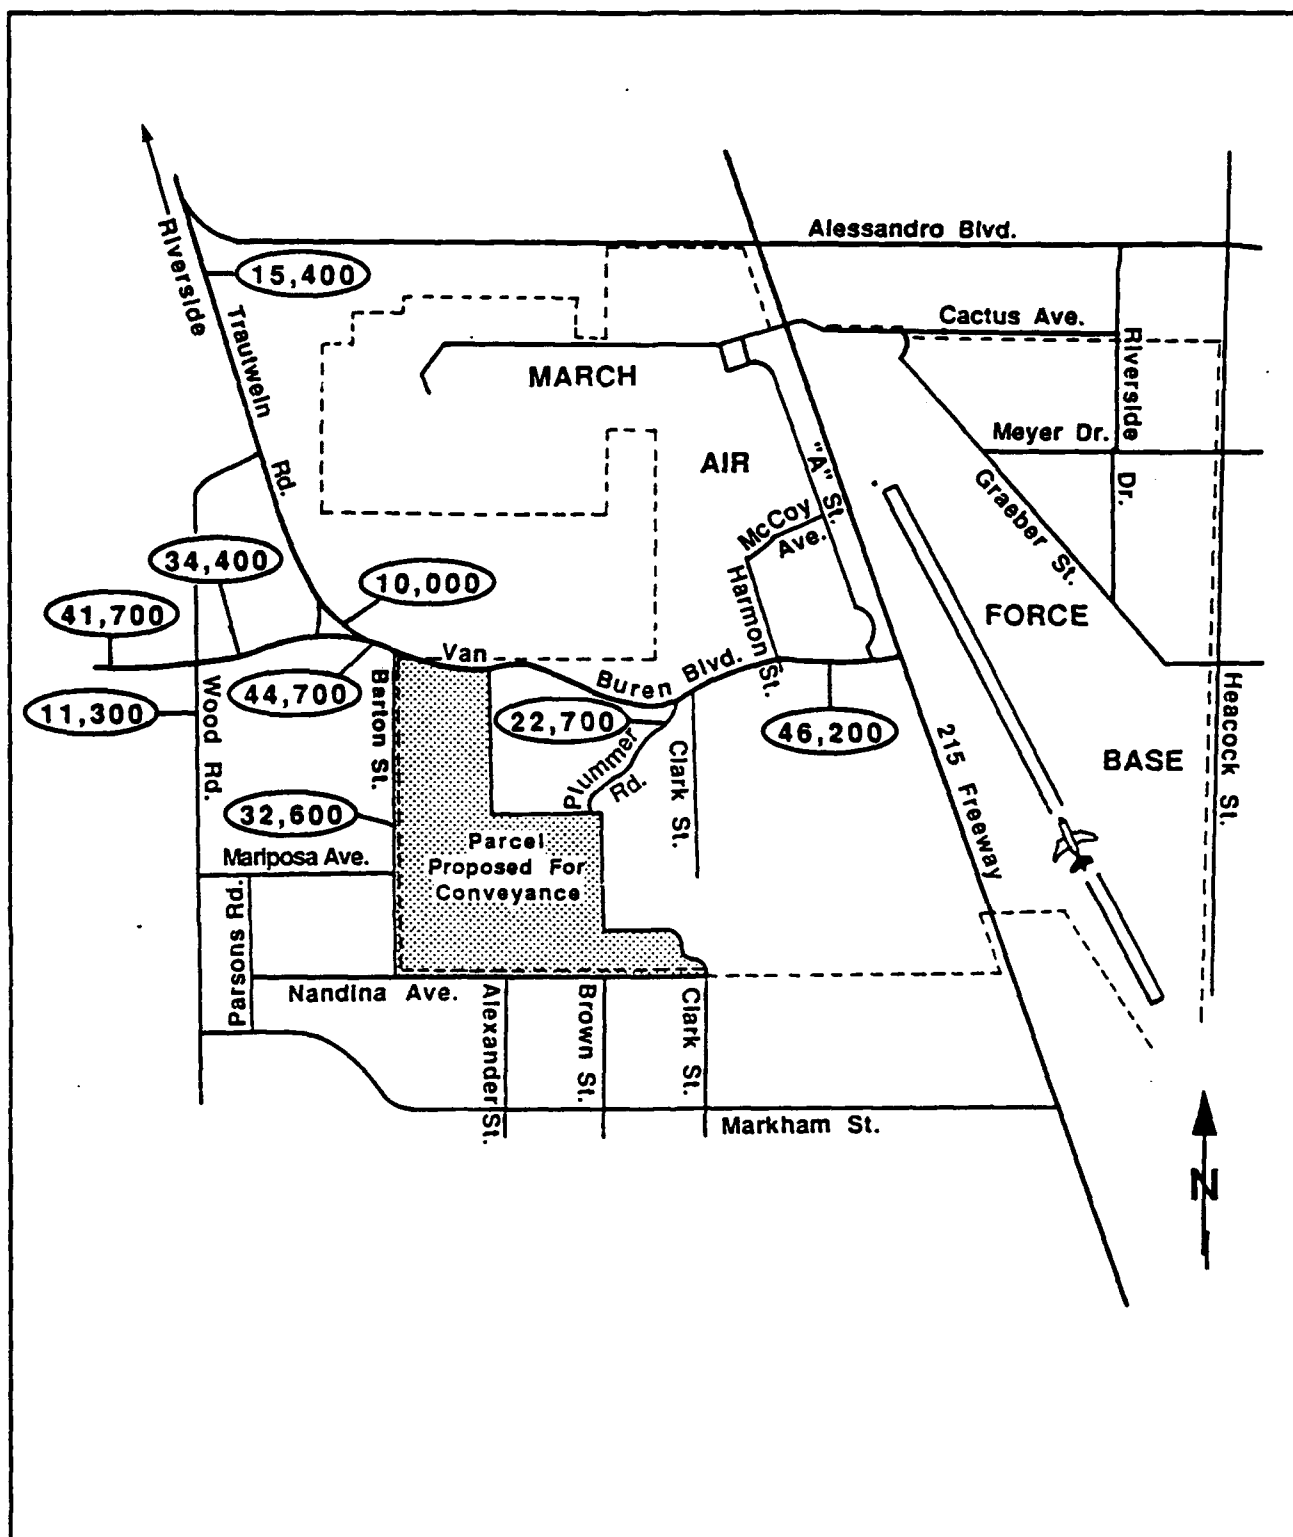 Alessandro Blvd.
Riverside
15,400
Trautwein Rd.
Cactus Ave.
MARCH
Riverside Dr.
Meyer Dr.
AIR
"A" St.
Graeber St.
McCoy Ave.
34,400
10,000
41,700
Harmon St.
FORCE
Van Buren Blvd.
44,700
Barton St.
Wood Rd.
11,300
22,700
Plummer Rd.
Clark St.
46,200
215 Freeway
BASE
Heacock St.
32,600
Parcel
Proposed For
Conveyance
Mariposa Ave.
Parsons Rd.
Nandina Ave.
Alexander St.
Brown St.
Clark St.
Markham St.
N